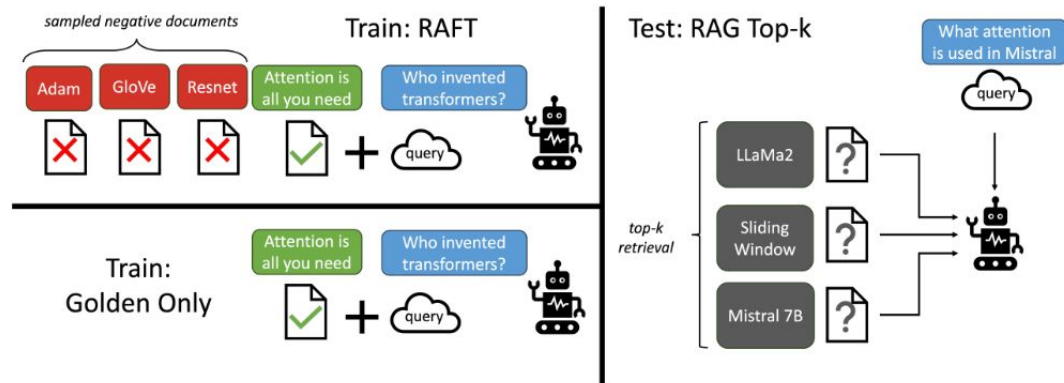 sampled negative documents
Train: RAFT
Adam
GloVe
Resnet
Attention is
all you need
Who invented
transformers?
query
Train:
Golden Only
Attention is
all you need
Who invented
transformers?
query
Test: RAG Top-k
What attention
is used in Mistral
query
top-k
retrieval
LLaMa2
?
Sliding
Window
?
Mistral 7B
?